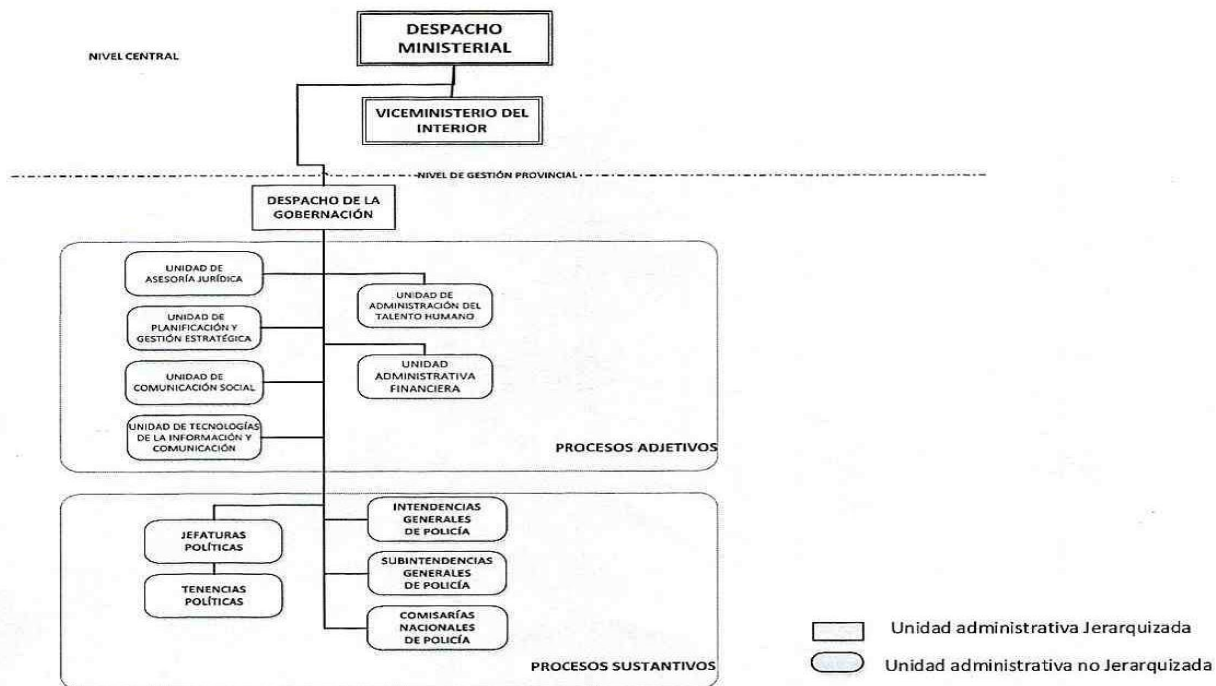 DESPACHO
MINISTERIAL
NIVEL CENTRAL
VICEMINISTERIO DEL
INTERIOR
NIVEL DE GESTIÓN PROVINCIAL
DESPACHO DE LA
GOBERNACIÓN
UNIDAD DE
ASESORÍA JURÍDICA
UNIDAD DE
ADMINISTRACIÓN DEL
TALENTO HUMANO
UNIDAD DE
PLANIFICACIÓN Y
GESTIÓN ESTRATÉGICA
UNIDAD
ADMINISTRATIVA
FINANCIERA
UNIDAD DE
COMUNICACIÓN SOCIAL
UNIDAD DE TECNOLOGÍAS
DE LA INFORMACIÓN Y
COMUNICACIÓN
PROCESOS ADJETIVOS
JEFATURAS
POLÍTICAS
TENENCIAS
POLÍTICAS
INTENDENCIAS
GENERALES
DE POLICÍA
SUBINTENDENCIAS
GENERALES
DE POLICÍA
COMISARÍAS
NACIONALES
DE POLICÍA
PROCESOS SUSTANTIVOS
Unidad administrativa Jerarquizada
Unidad administrativa no Jerarquizada